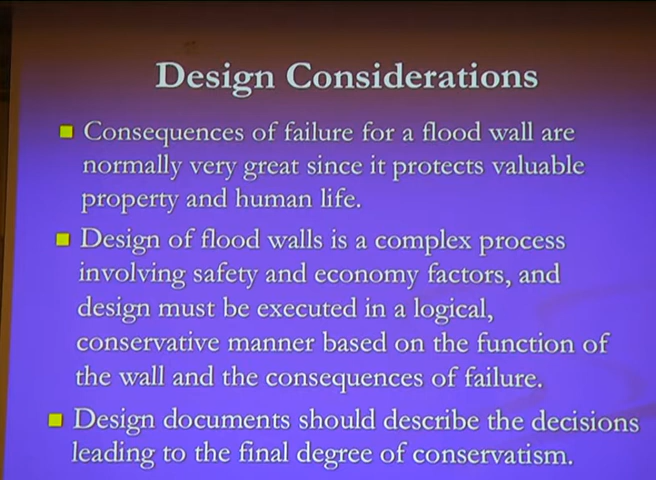 Design Considerations
Consequences of failure for a flood wall are
normally very great since it protects valuable
property and human life.
Design of flood walls is a complex process
involving safety and economy factors, and
design must be executed in a logical,
conservative manner based on the function of
the wall and the consequences of failure.
Design documents should describe the decisions
leading to the final degree of conservatism.